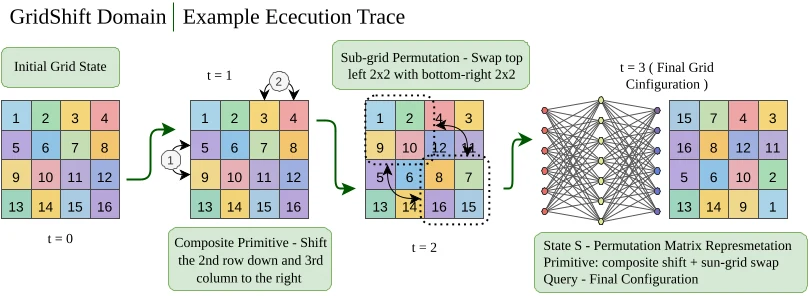 GridShift Domain | Example Ececution Trace
Initial Grid State
1 2 3 4
5 6 7 8
9 10 11 12
13 14 15 16
t = 0
t = 1
2
1
1 2 3 4
5 6 7 8
9 10 11 12
13 14 15 16
Composite Primitive - Shift
the 2nd row down and 3rd
column to the right
Sub-grid Permutation - Swap top
left 2x2 with bottom-right 2x2
1 2 4 3
9 10 12 11
5 6 8 7
13 14 16 15
t = 2
t = 3 ( Final Grid
Cinfiguration )
15 7 4 3
16 8 12 11
5 6 10 2
13 14 9 1
State S - Permutation Matrix Represmetation
Primitive: composite shift + sun-grid swap
Query - Final Configuration